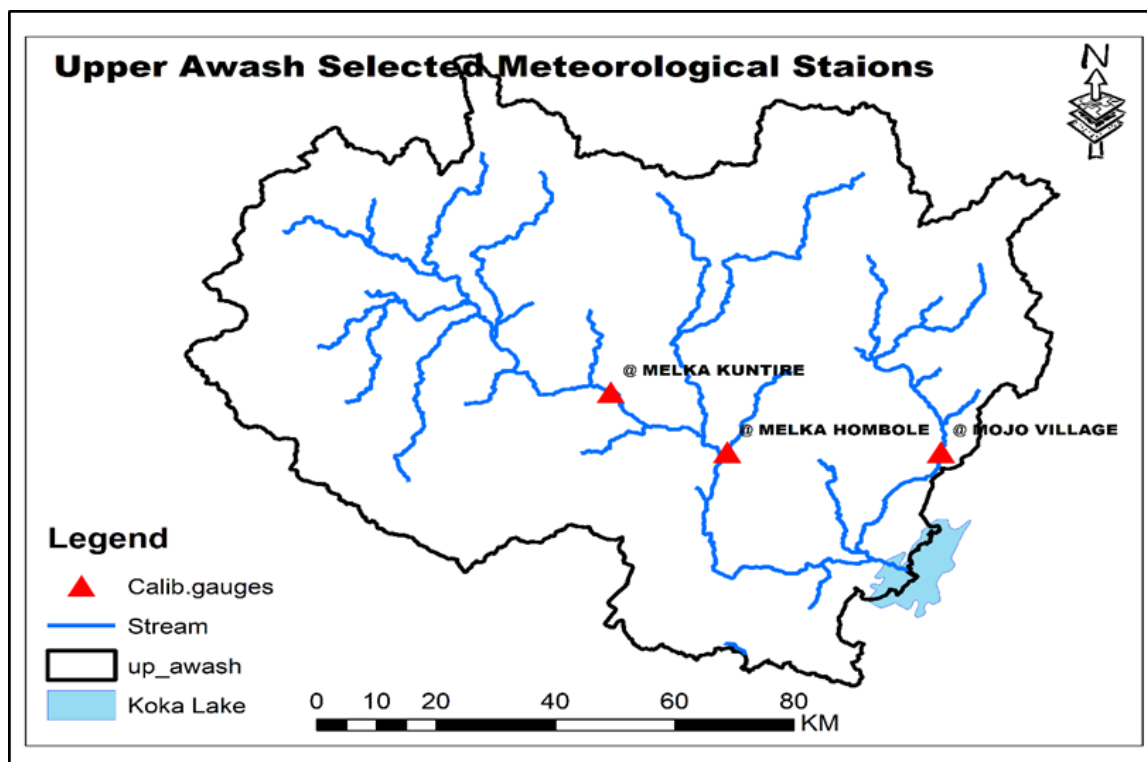 Upper Awash Selected Meteorological Staions
N
@ MELKA KUNTIRE
@ MELKA HOMBOLE
@ MOJO VILLAGE
Legend
Calib.gauges
Stream
up_awash
Koka Lake
0 10 20 40 60 80
KM